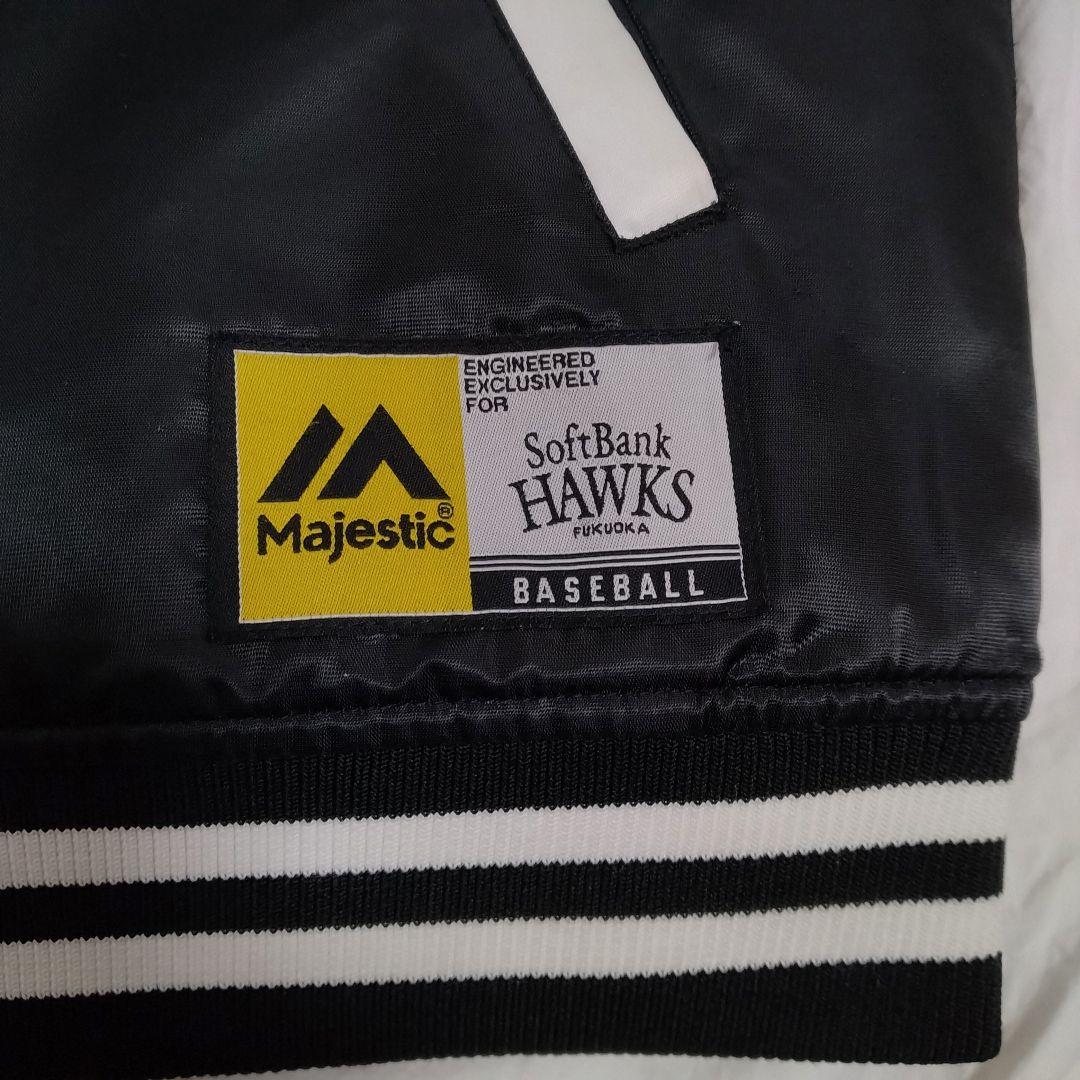 Majestic®
ENGINEERED
EXCLUSIVELY
FOR
SoftBank
HAWKS
FUKUOKA
BASEBALL